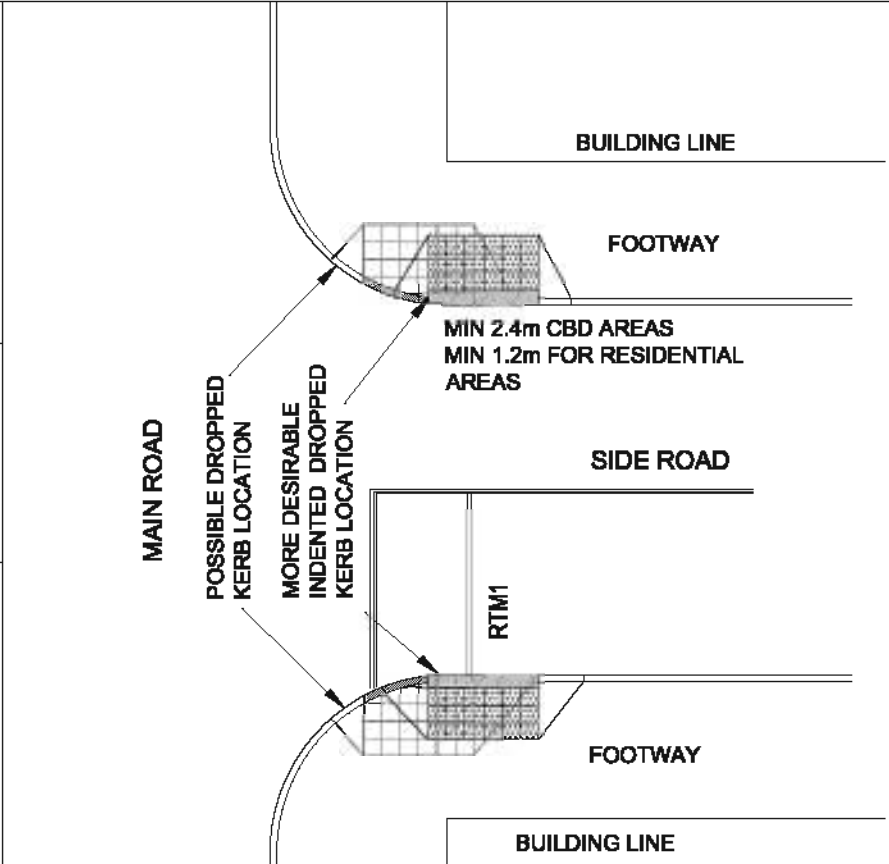 BUILDING LINE
FOOTWAY
MIN 2.4m CBD AREAS
MIN 1.2m FOR RESIDENTIAL
AREAS
MAIN ROAD
POSSIBLE DROPPED
KERB LOCATION
MORE DESIRABLE
INDENTED DROPPED
KERB LOCATION
SIDE ROAD
RTM1
FOOTWAY
BUILDING LINE